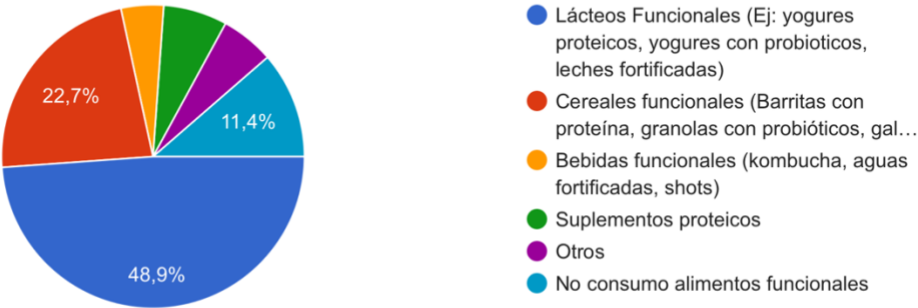 22,7%
11,4%
48,9%
Lácteos Funcionales (Ej: yogures
proteicos, yogures con probioticos,
leches fortificadas)
Cereales funcionales (Barritas con
proteína, granolas con probióticos, gal…
Bebidas funcionales (kombucha, aguas
fortificadas, shots)
Suplementos proteicos
Otros
No consumo alimentos funcionales